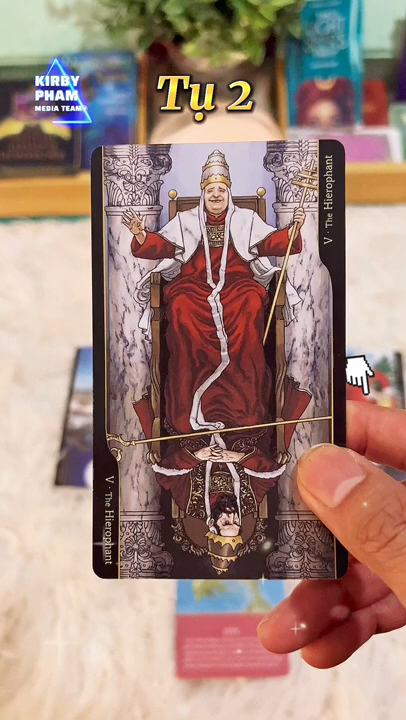 KIRBY
PHAM
MEDIA TEAM
Tụ 2
V · The Hierophant
V · The Hierophant